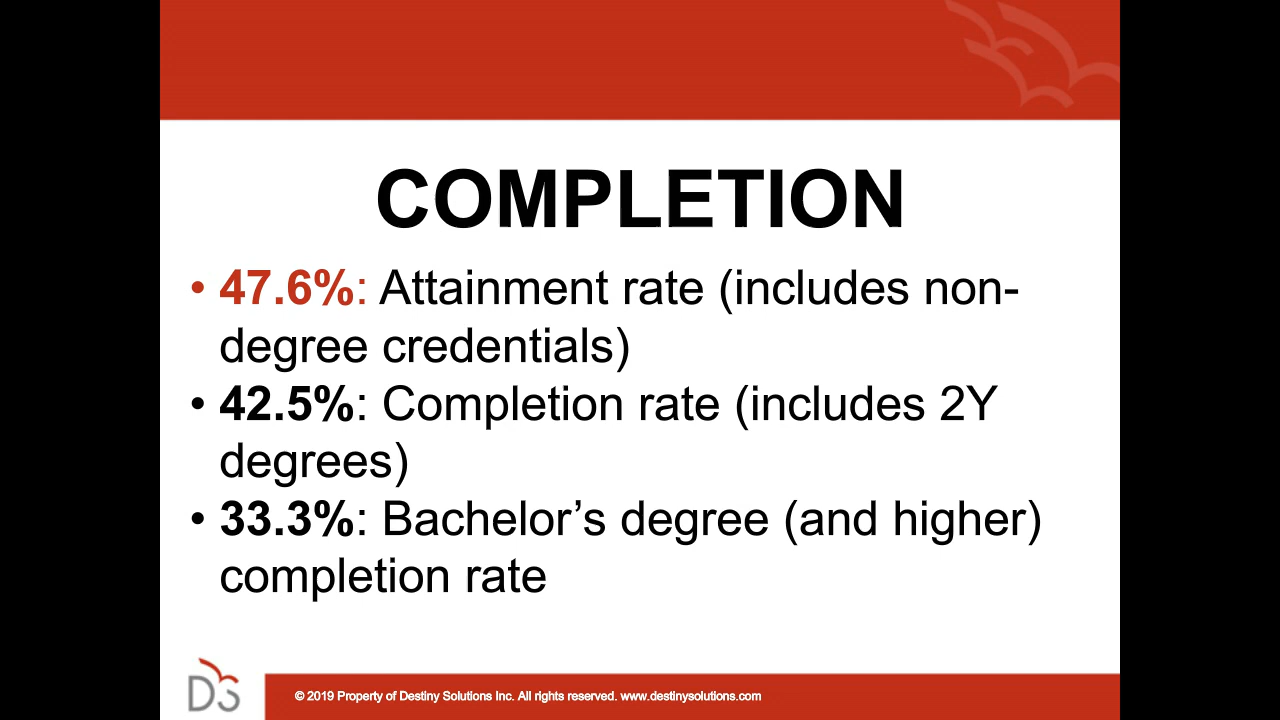 COMPLETION
• 47.6%: Attainment rate (includes non-
degree credentials)
• 42.5%: Completion rate (includes 2Y
degrees)
• 33.3%: Bachelor’s degree (and higher)
completion rate
DS
© 2019 Property of Destiny Solutions Inc. All rights reserved. www.destinysolutions.com